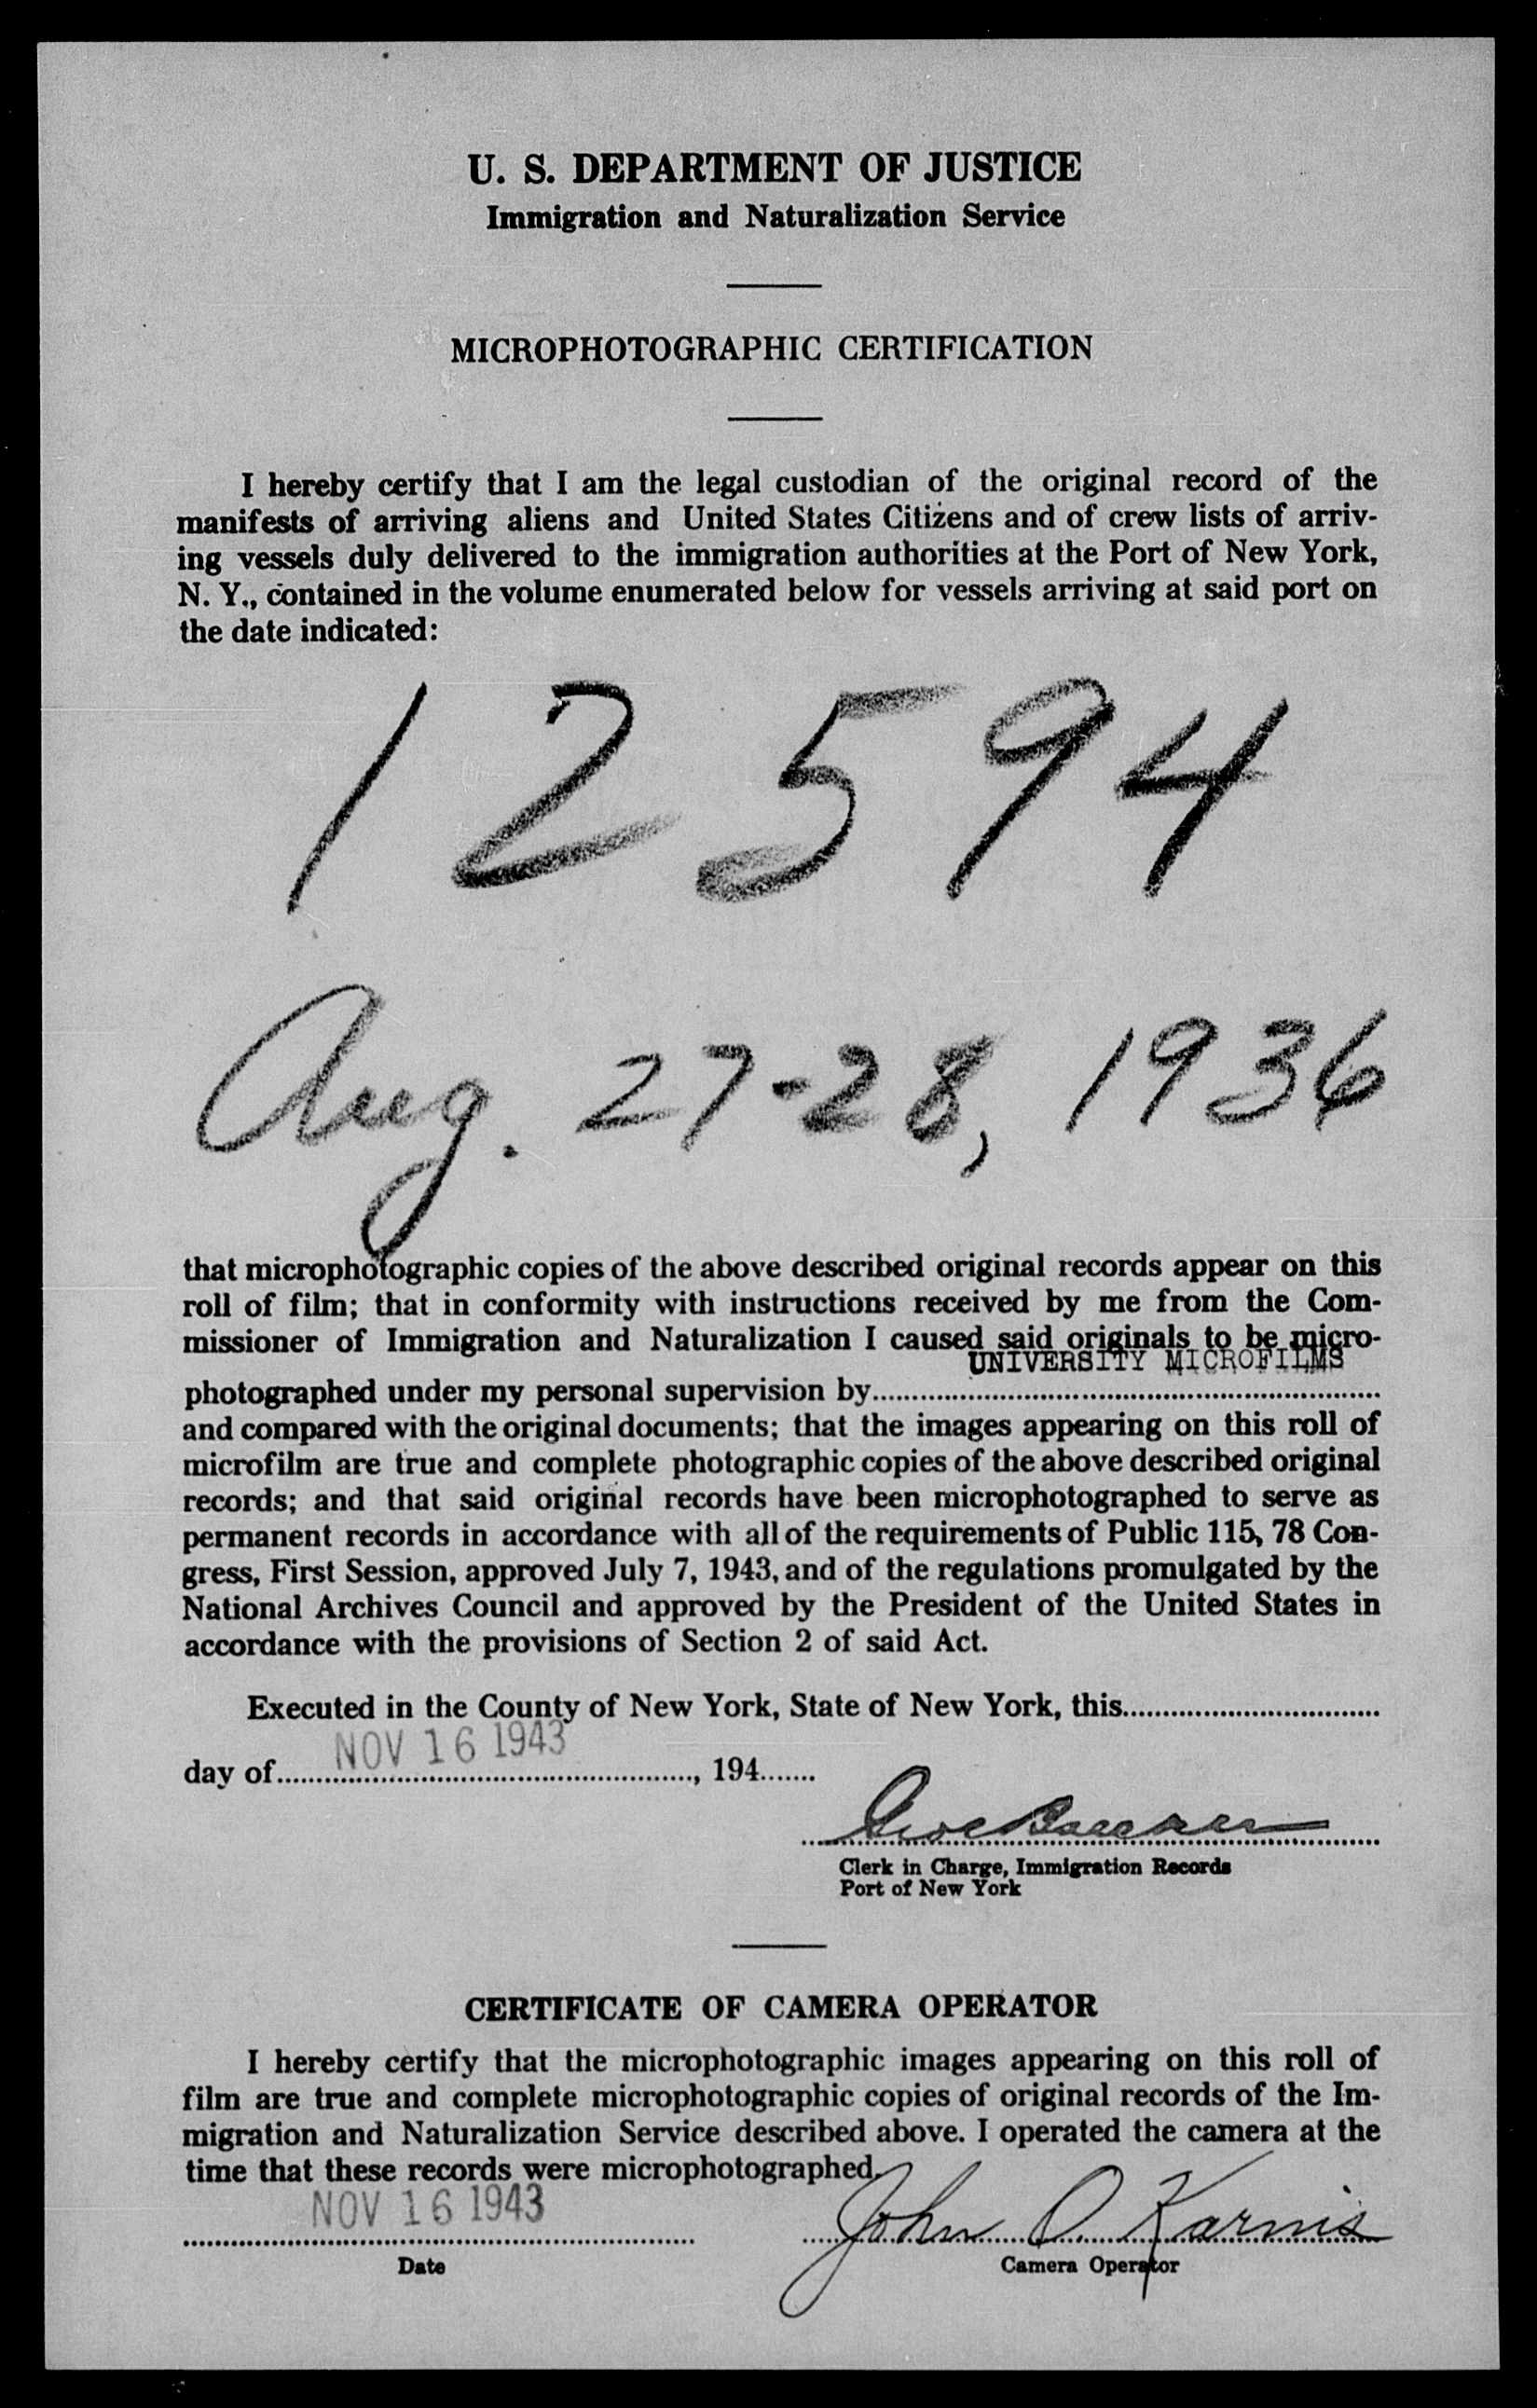 U. S. DEPARTMENT OF JUSTICE
Immigration and Naturalization Service
MICROPHOTOGRAPHIC CERTIFICATION
I hereby certify that I am the legal custodian of the original record of the
manifests of arriving aliens and United States Citizens and of crew lists of arriv-
ing vessels duly delivered to the immigration authorities at the Port of New York,
N. Y., contained in the volume enumerated below for vessels arriving at said port on
the date indicated:
12594
Aug. 27-28, 1936
that microphotographic copies of the above described original records appear on this
roll of film; that in conformity with instructions received by me from the Com-
missioner of Immigration and Naturalization I caused said originals to be micro-
UNIVERSITY MICROFILMS
photographed under my personal supervision by
and compared with the original documents; that the images appearing on this roll of
microfilm are true and complete photographic copies of the above described original
records; and that said original records have been microphotographed to serve as
permanent records in accordance with all of the requirements of Public 115, 78 Con-
gress, First Session, approved July 7, 1943, and of the regulations promulgated by the
National Archives Council and approved by the President of the United States in
accordance with the provisions of Section 2 of said Act.
Executed in the County of New York, State of New York, this
NOV 16 1943
day of, 194
Clerk in Charge, Immigration Records
Port of New York
CERTIFICATE OF CAMERA OPERATOR
I hereby certify that the microphotographic images appearing on this roll of
film are true and complete microphotographic copies of original records of the Im-
migration and Naturalization Service described above. I operated the camera at the
time that these records were microphotographed.
NOV 16 1943 John O. Karnis
Date Camera Operator